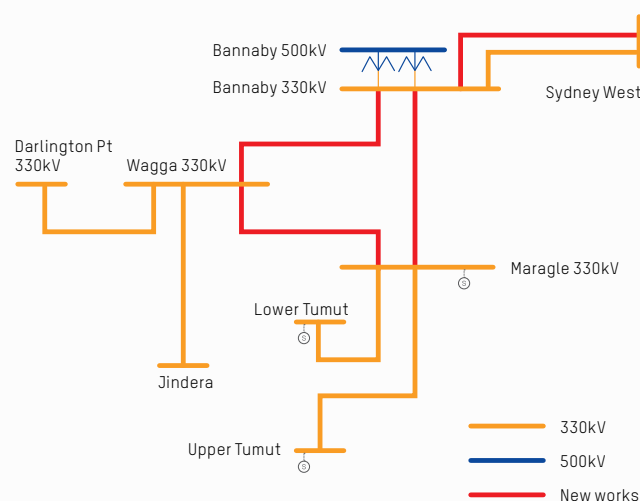 Bannaby 500kV
Bannaby 330kV
Sydney West
Darlington Pt
330kV
Wagga 330kV
Maragle 330kV
S
Lower Tumut
S
Jindera
Upper Tumut
S
330kV
500kV
New works